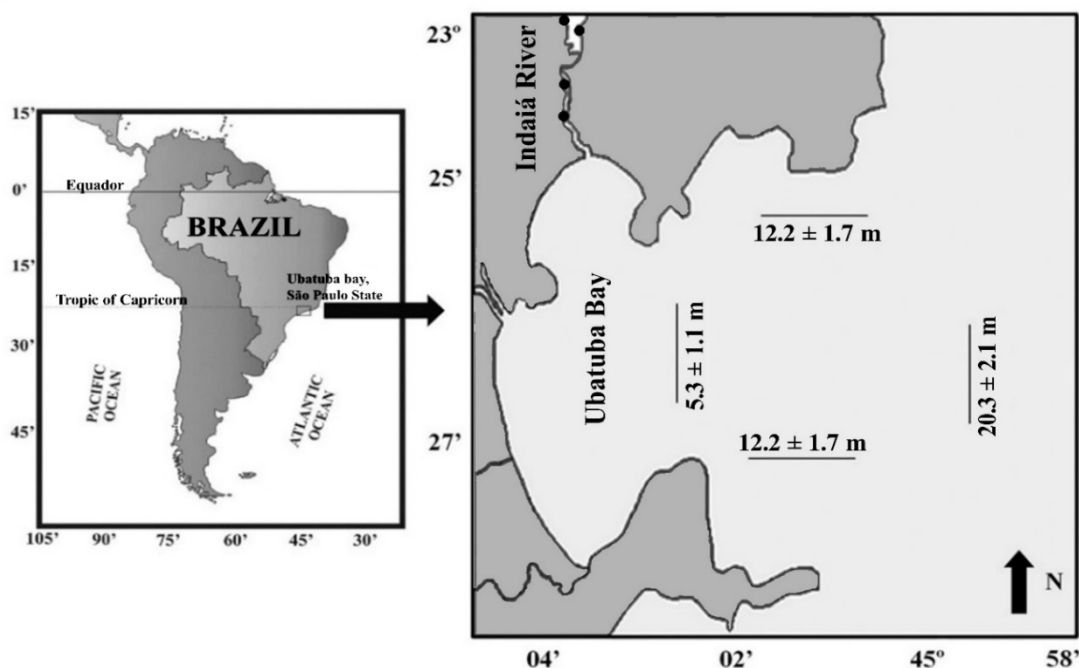 15’
0’
15’
30’
45’
105’ 90’ 75’ 60’ 45’ 30’
Equador
BRAZIL
Ubatuba bay,
São Paulo State
Tropic of Capricorn
PACIFIC
OCEAN
ATLANTIC
OCEAN
23º
25’
27’
Indaiá River
Ubatuba Bay
12.2 ± 1.7 m
5.3 ± 1.1 m
20.3 ± 2.1 m
12.2 ± 1.7 m
N
04’ 02’ 45º 58’